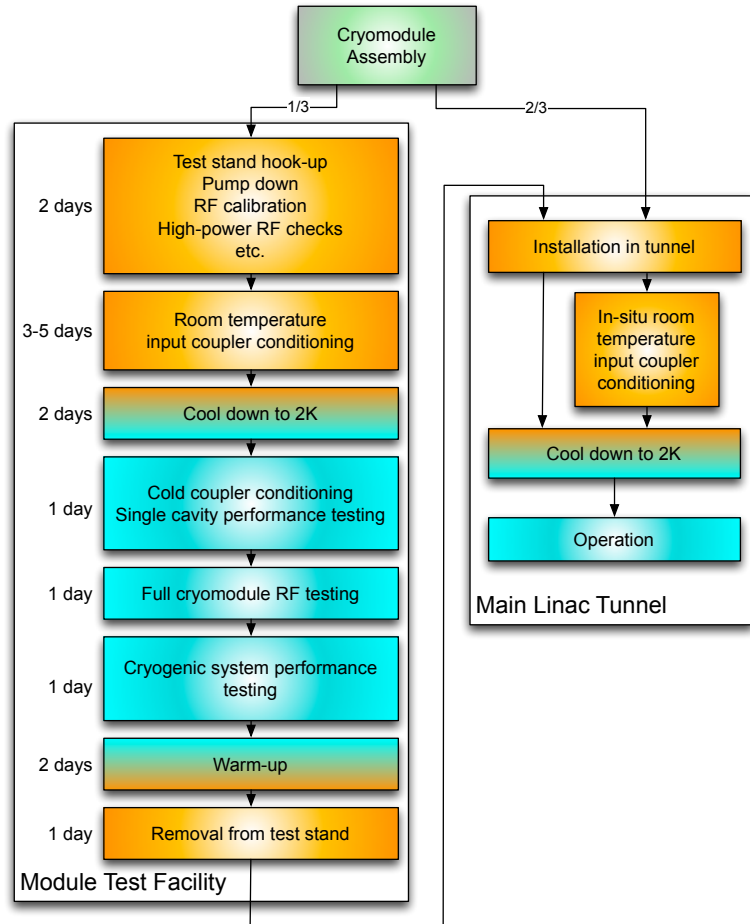 Cryomodule
Assembly
1/3
2/3
Test stand hook-up
Pump down
RF calibration
High-power RF checks
etc.
2 days
Room temperature
input coupler conditioning
3-5 days
Cool down to 2K
2 days
Cold coupler conditioning
Single cavity performance testing
1 day
Full cryomodule RF testing
1 day
Cryogenic system performance
testing
1 day
Warm-up
2 days
Removal from test stand
1 day
Module Test Facility
Installation in tunnel
In-situ room
temperature
input coupler
conditioning
Cool down to 2K
Operation
Main Linac Tunnel